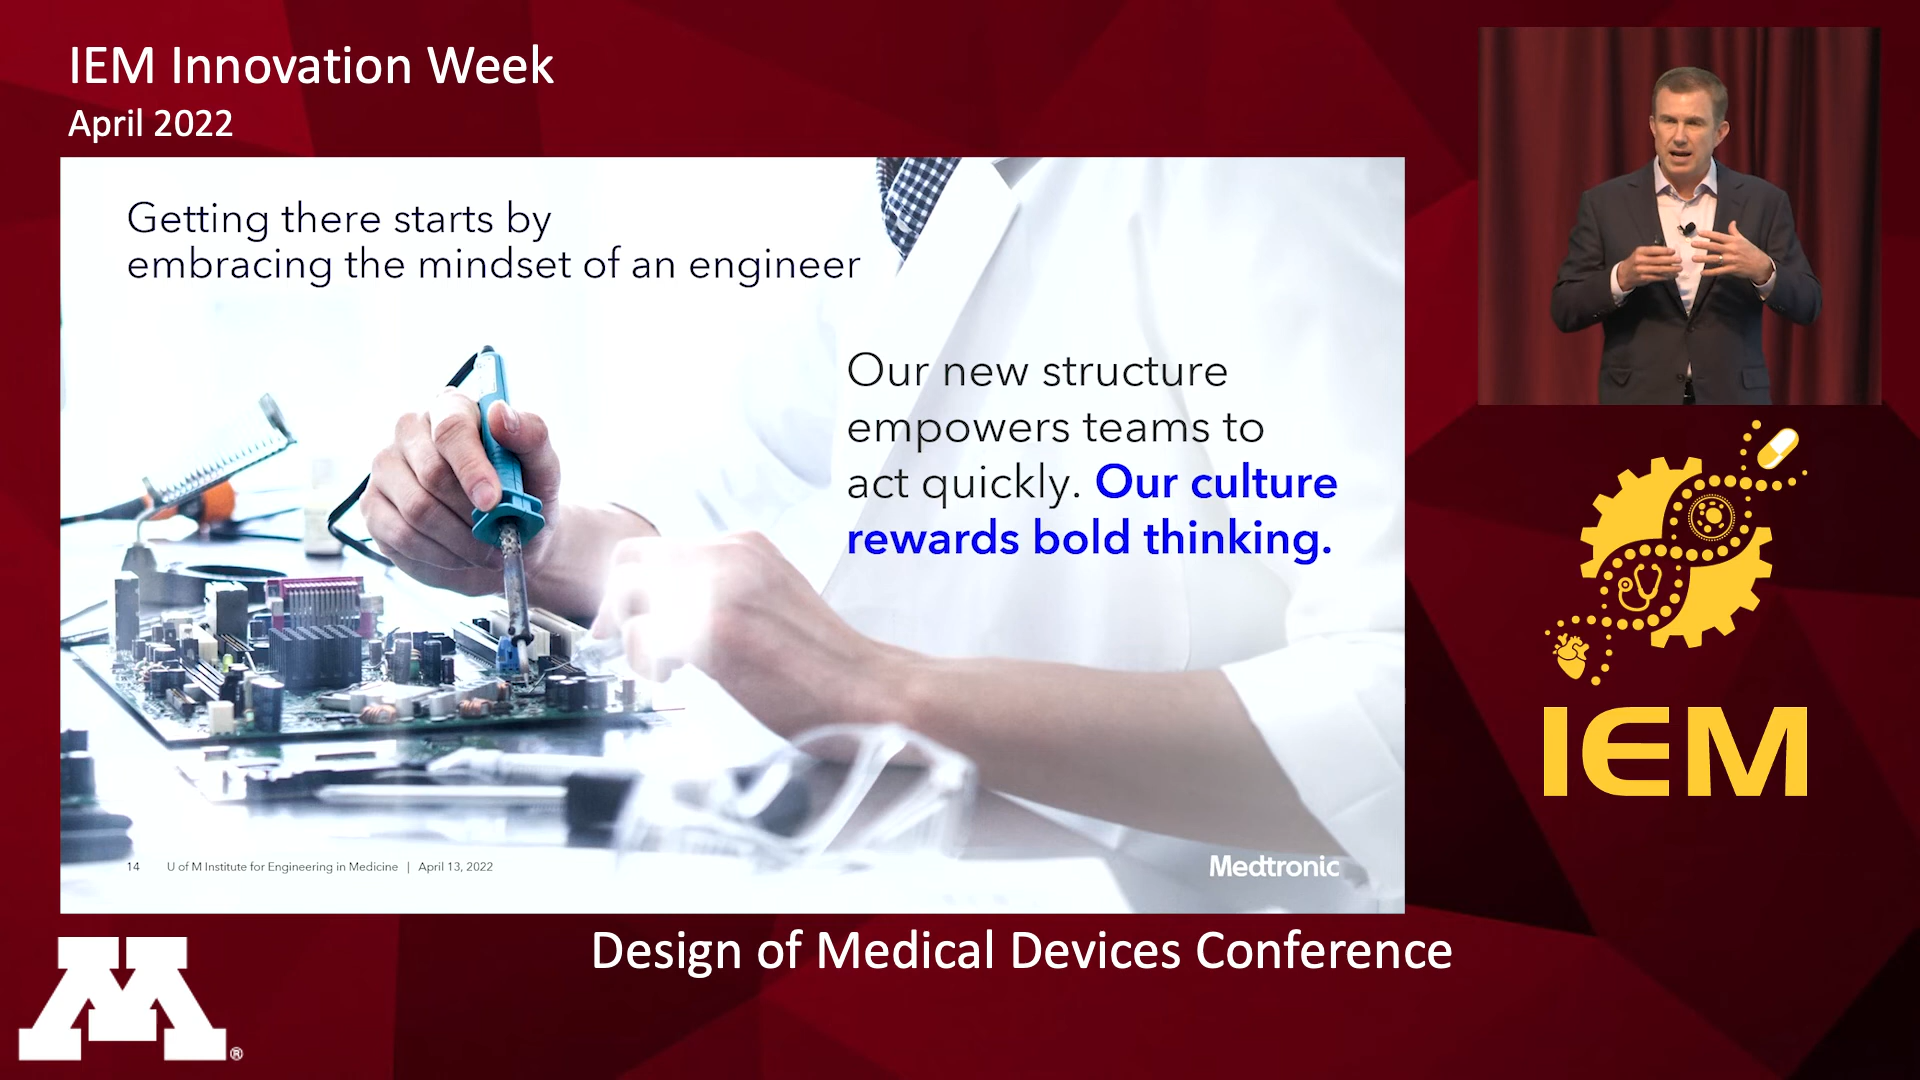 IEM Innovation Week
April 2022
Getting there starts by
embracing the mindset of an engineer
Our new structure
empowers teams to
act quickly. Our culture
rewards bold thinking.
14 U of M Institute for Engineering in Medicine | April 13, 2022
Medtronic
IEM
Design of Medical Devices Conference
M®